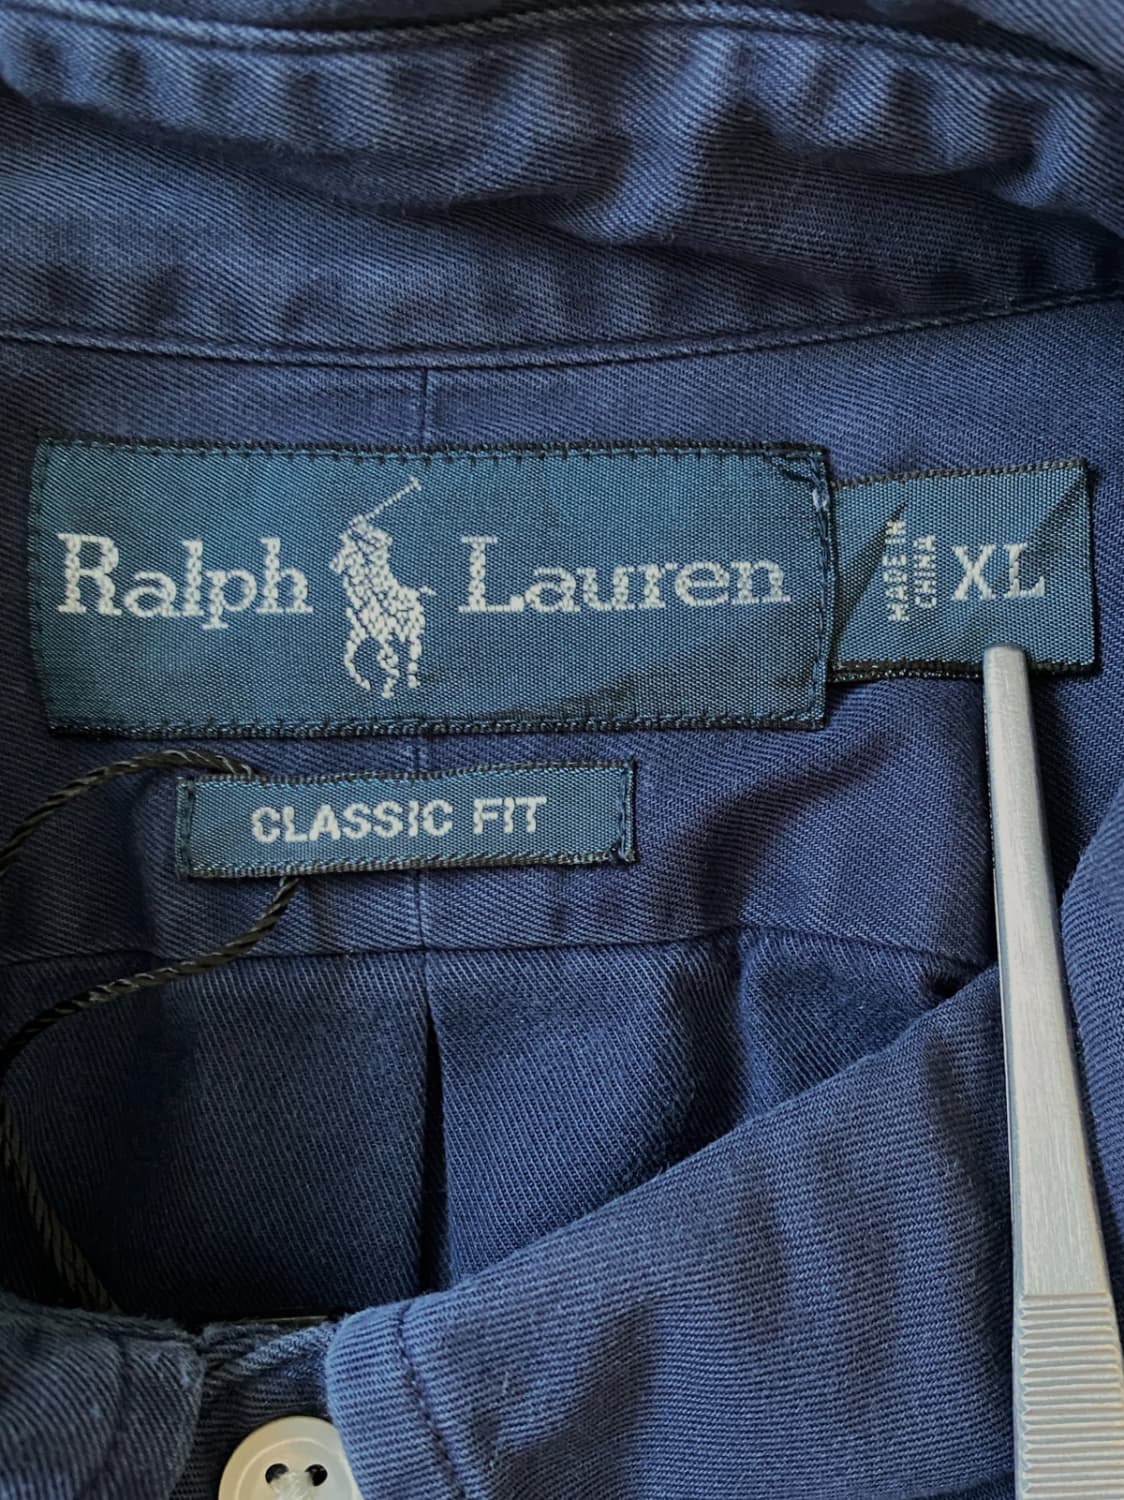 Ralph Lauren
MADE IN
CHINA
XL
CLASSIC FIT